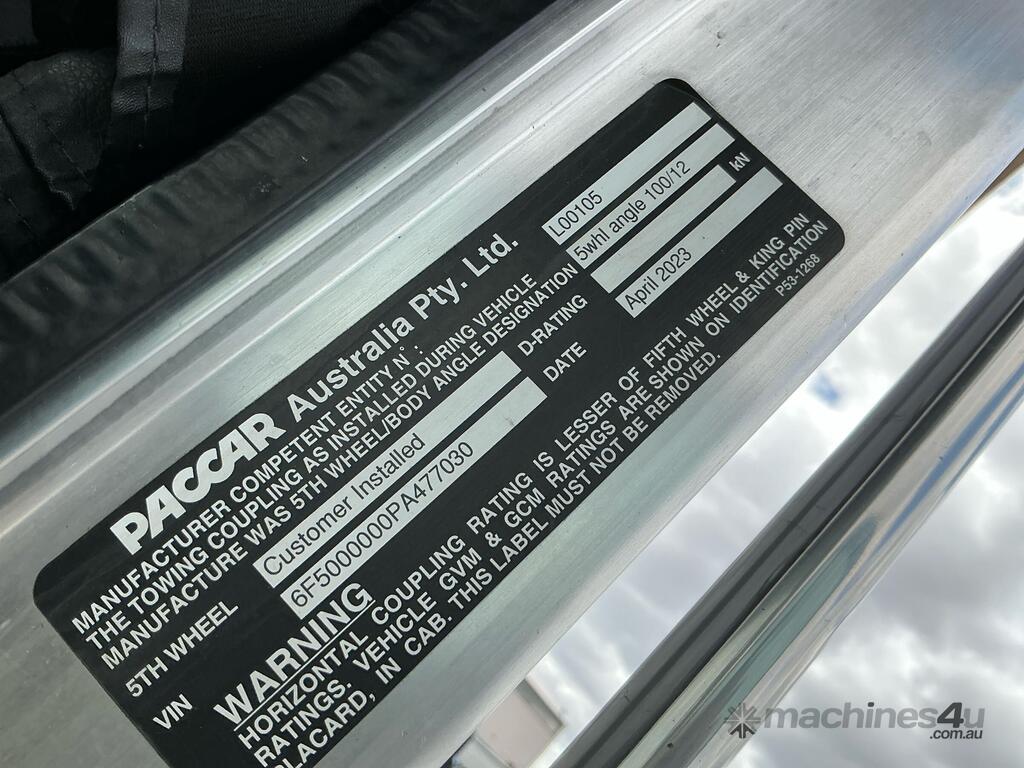 PACCAR Australia Pty. Ltd.
MANUFACTURER COMPETENT ENTITY N°: L00105
THE TOWING COUPLING AS INSTALLED DURING VEHICLE
MANUFACTURE WAS 5TH WHEEL/BODY ANGLE DESIGNATION 5whl angle 100/12
5TH WHEEL Customer Installed D-RATING kN
VIN 6F5000000PA477030 DATE April 2023
WARNING
HORIZONTAL COUPLING RATING IS LESSER OF FIFTH WHEEL & KING PIN
RATINGS. VEHICLE GVM & GCM RATINGS ARE SHOWN ON IDENTIFICATION
PLACARD, IN CAB. THIS LABEL MUST NOT BE REMOVED.
P53-1268
machines4u
.com.au